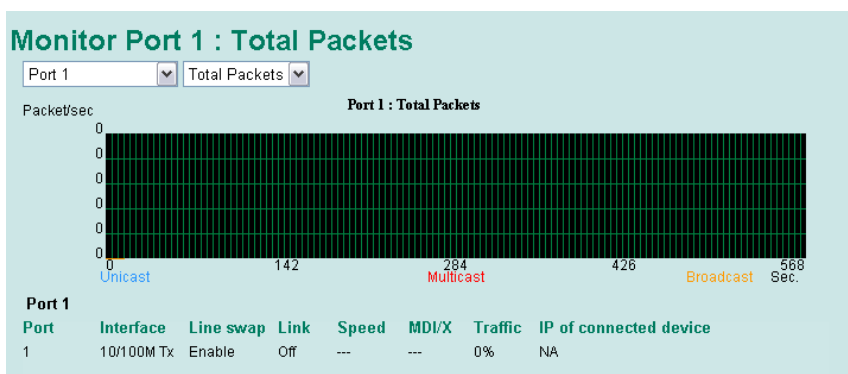 Monitor Port 1 : Total Packets
Port 1 Total Packets
Packet/sec Port 1 : Total Packets
0
0
0
0
0
0
0 142 284 426 568
Unicast Multicast Broadcast Sec.
Port 1
Port Interface Line swap Link Speed MDI/X Traffic IP of connected device
1 10/100M Tx Enable Off --- --- 0% NA